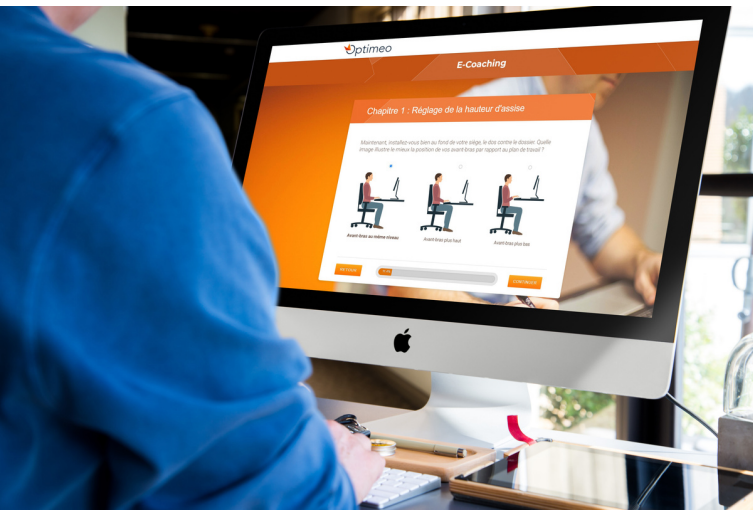 Optimeo
E-Coaching
Chapitre 1 : Réglage de la hauteur d'assise
Maintenant, installez-vous bien au fond de votre siège, le dos contre le dossier. Quelle
image illustre le mieux la position de vos avant-bras par rapport au plan de travail ?
Avant-bras au même niveau
Avant-bras plus haut
Avant-bras plus bas
CONTINUER